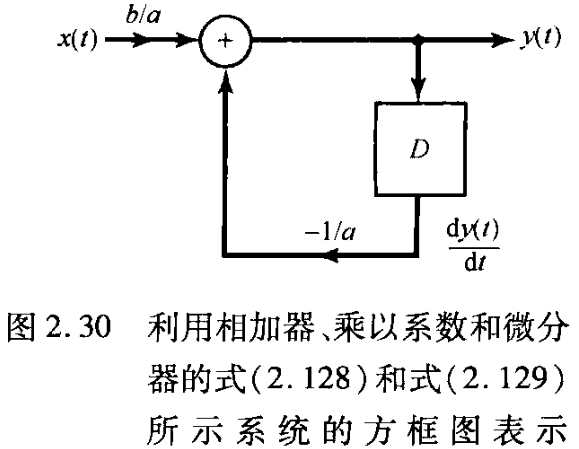 b/a
x(t)
+
y(t)
D
-1/a
dy(t)
dt
图2.30 利用相加器、乘以系数和微分
器的式(2.128)和式(2.129)
所示系统的方框图表示